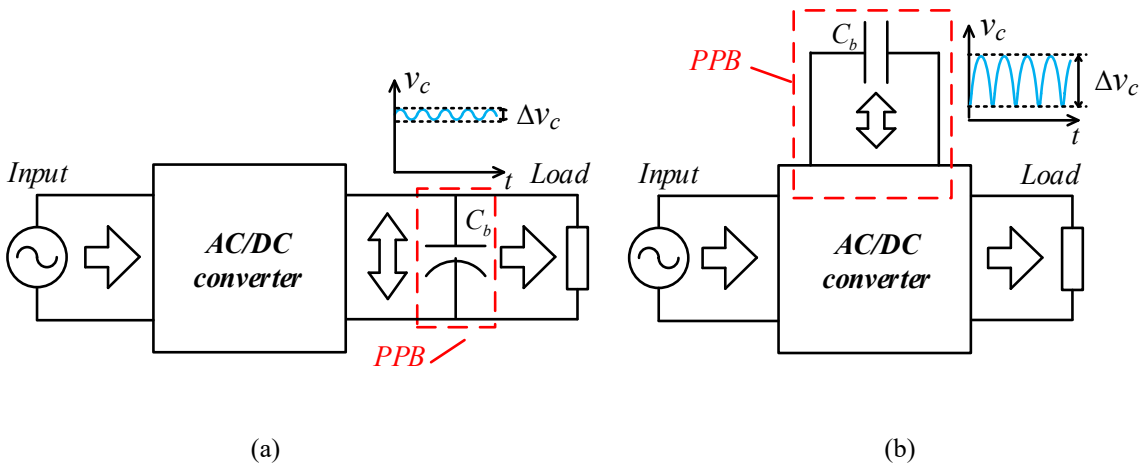 Input
AC/DC
converter
v_c
Δv_c
t
Load
C_b
PPB
(a)
PPB
C_b
v_c
Δv_c
t
Input
AC/DC
converter
Load
(b)